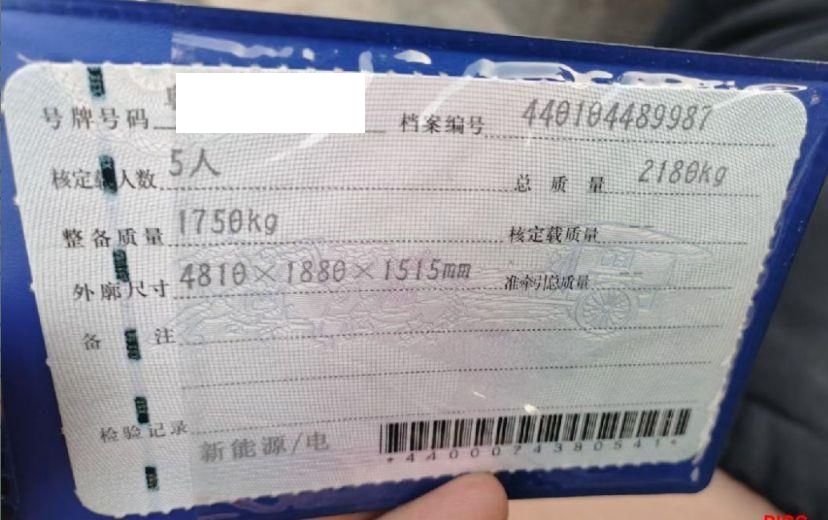 号牌号码 档案编号 440104489987
核定载人数 5人 总质量 2180kg
整备质量 1750kg 核定载质量 --
外廓尺寸 4810×1880×1515mm 准牵引总质量 --
备注
检验记录 新能源/电
*4400074380541*